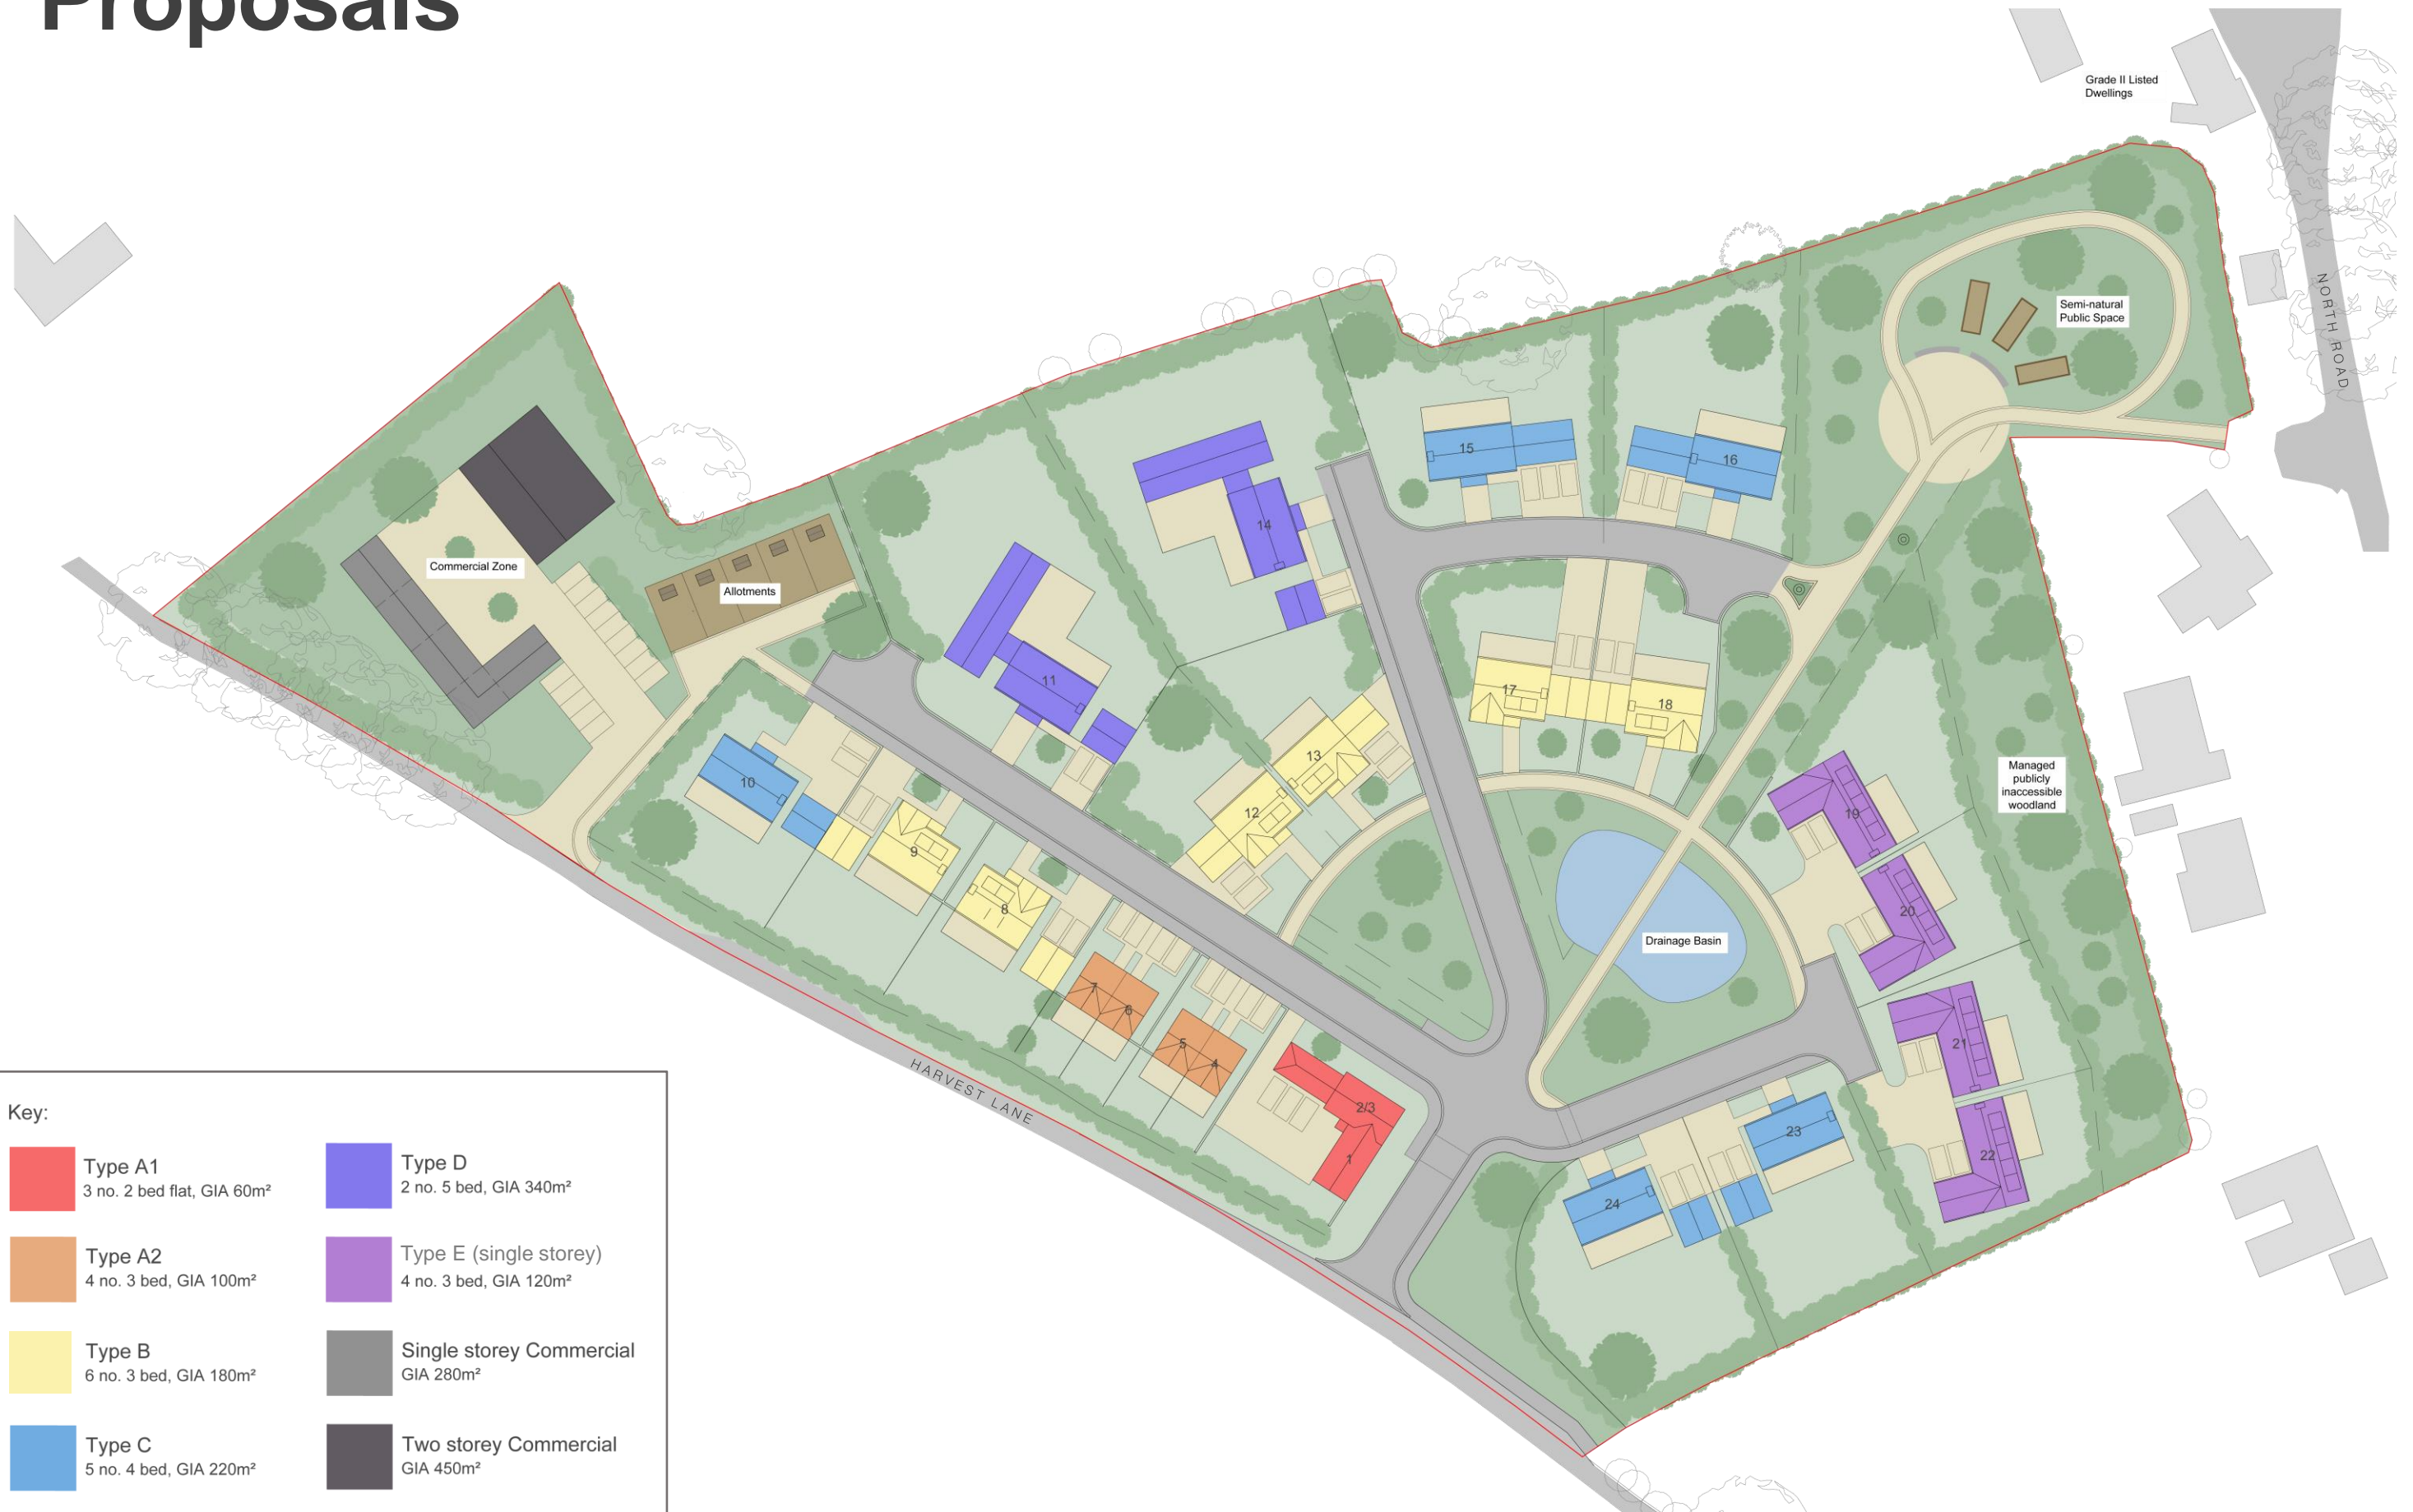 Proposals
Grade II Listed
Dwellings
NORTH ROAD
Semi-natural
Public Space
Commercial Zone
Allotments
14
15
16
11
17
18
10
13
12
9
8
7
6
5
4
2/3
1
19
20
21
22
23
24
Managed
publicly
inaccessible
woodland
Drainage Basin
HARVEST LANE
Key:
Type A1
3 no. 2 bed flat, GIA 60m²
Type A2
4 no. 3 bed, GIA 100m²
Type B
6 no. 3 bed, GIA 180m²
Type C
5 no. 4 bed, GIA 220m²
Type D
2 no. 5 bed, GIA 340m²
Type E (single storey)
4 no. 3 bed, GIA 120m²
Single storey Commercial
GIA 280m²
Two storey Commercial
GIA 450m²